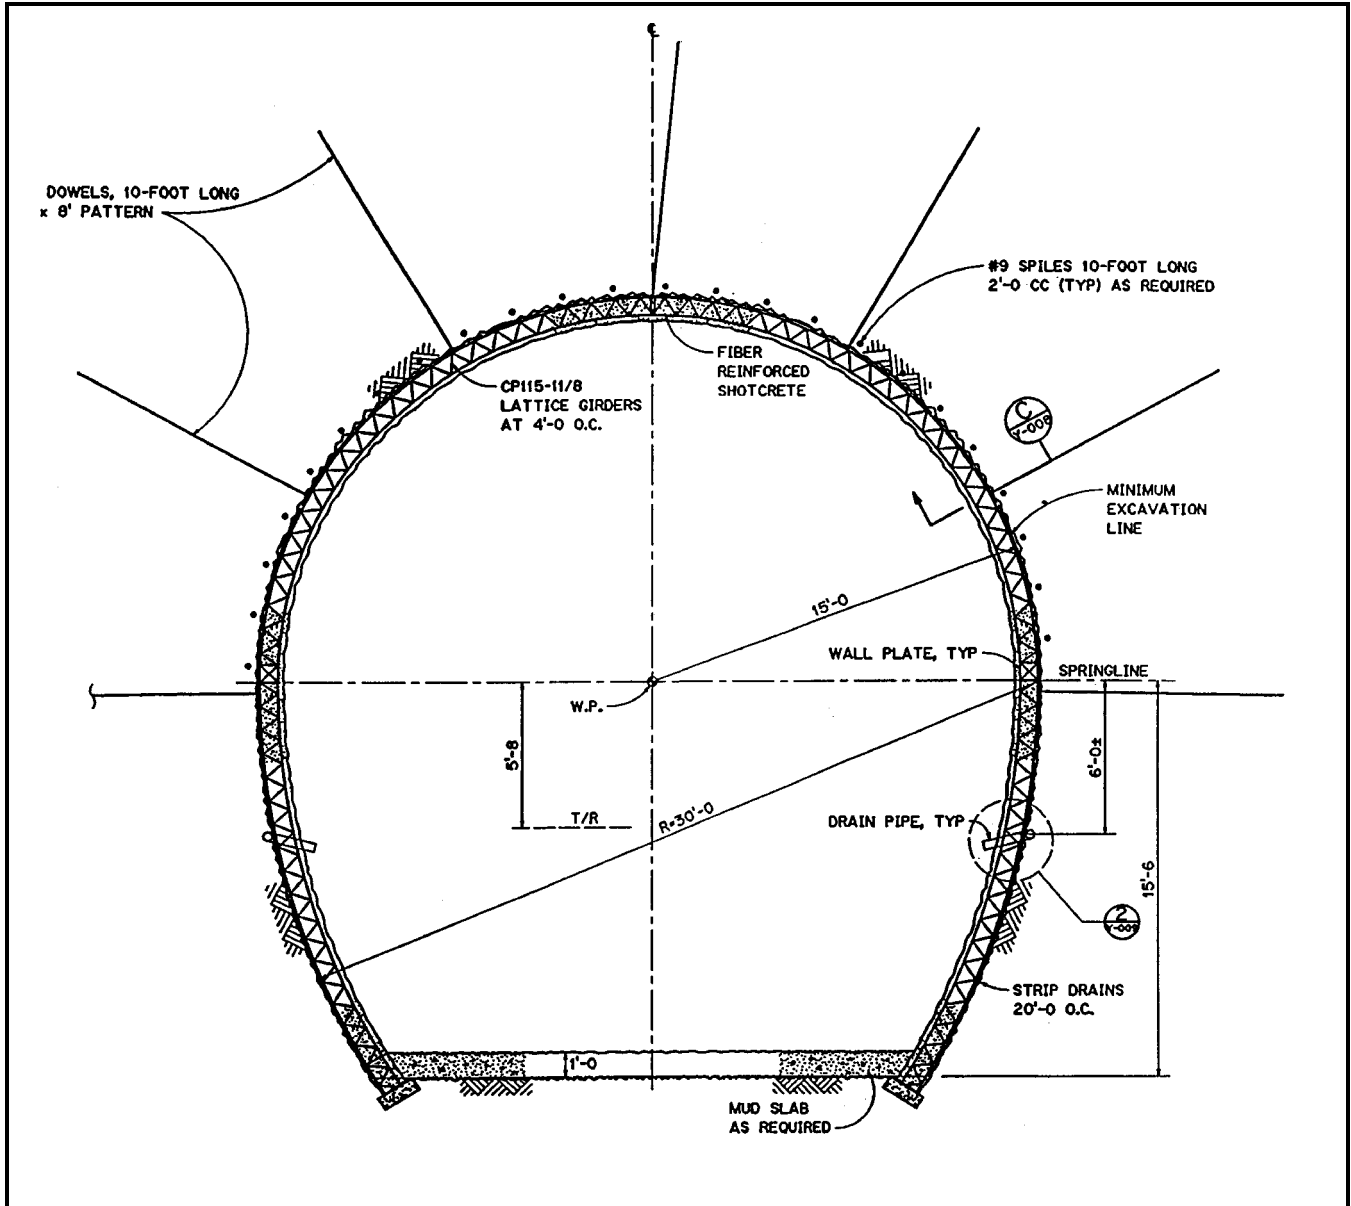 ℄
DOWELS, 10-FOOT LONG
x 8' PATTERN
#9 SPILES 10-FOOT LONG
2'-0 CC (TYP) AS REQUIRED
FIBER
REINFORCED
SHOTCRETE
CP115-11/8
LATTICE GIRDERS
AT 4'-0 O.C.
C
Y-008
MINIMUM
EXCAVATION
LINE
15'-0
WALL PLATE, TYP
SPRINGLINE
W.P.
5'-8
6'-0±
T/R
R=30'-0
DRAIN PIPE, TYP
15'-6
2
Y-009
STRIP DRAINS
20'-0 O.C.
1'-0
MUD SLAB
AS REQUIRED